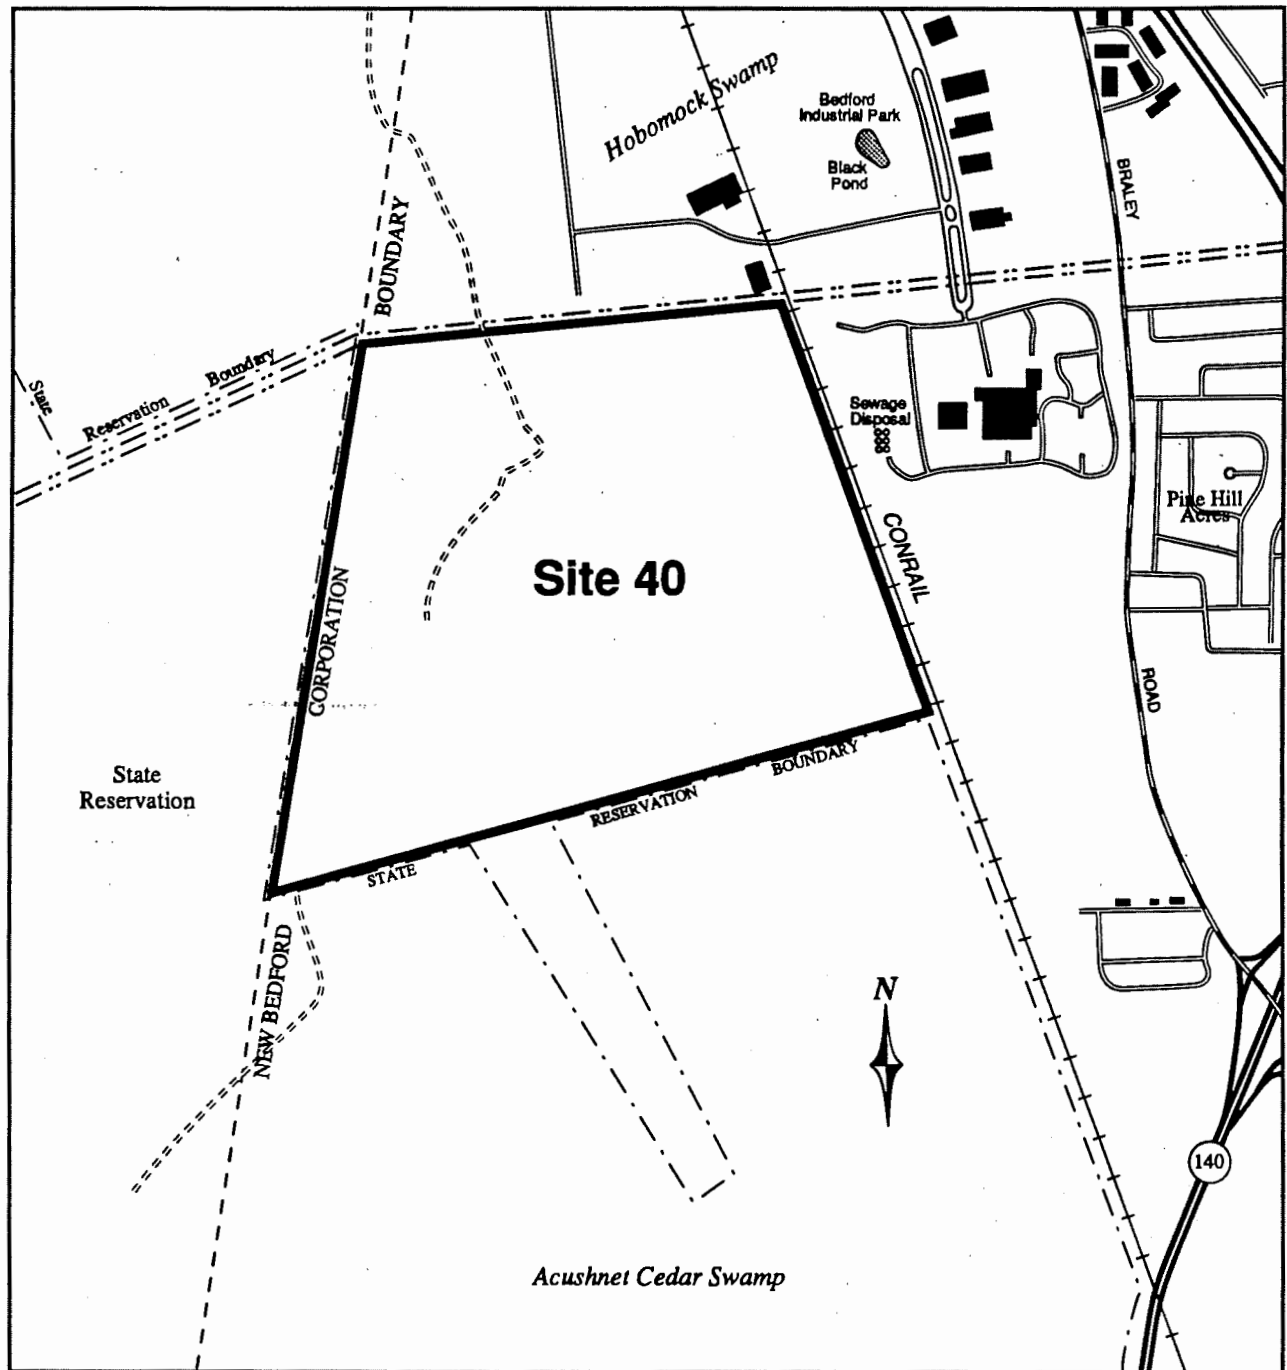 Hobomock Swamp
Bedford
Industrial Park
Black
Pond
BRALEY
BOUNDARY
State
Reservation
Boundary
Sewage
Disposal
Pine Hill
Acres
CONRAIL
Site 40
CORPORATION
ROAD
State
Reservation
STATE
RESERVATION
BOUNDARY
NEW BEDFORD
N
140
Acushnet Cedar Swamp